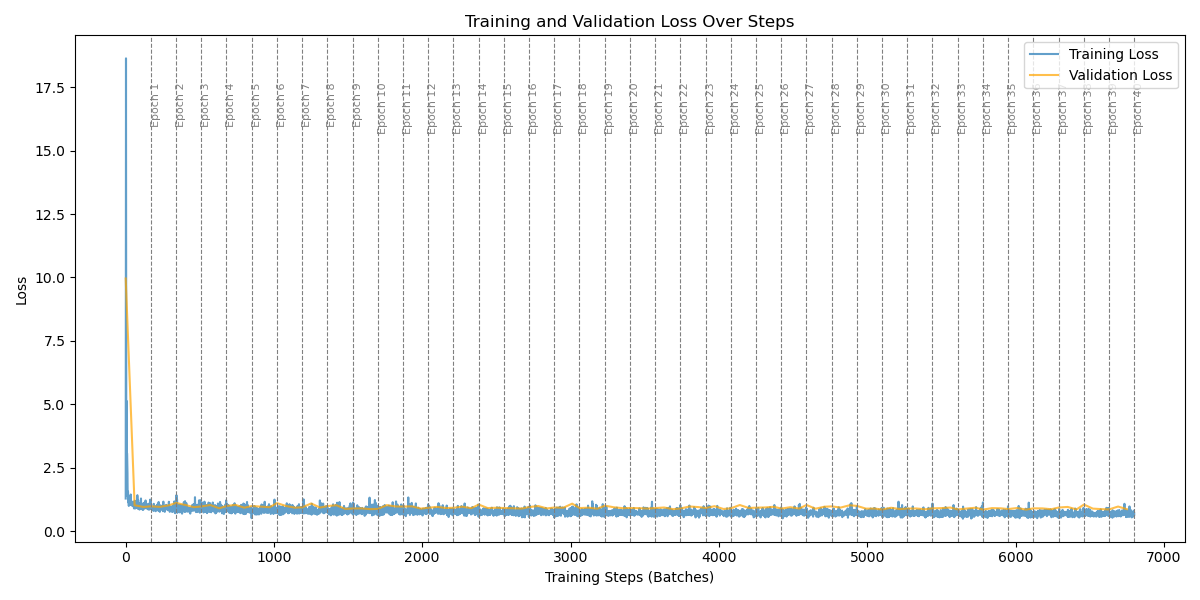 Training and Validation Loss Over Steps
Training Loss
Validation Loss
Epoch 1
Epoch 2
Epoch 3
Epoch 4
Epoch 5
Epoch 6
Epoch 7
Epoch 8
Epoch 9
Epoch 10
Epoch 11
Epoch 12
Epoch 13
Epoch 14
Epoch 15
Epoch 16
Epoch 17
Epoch 18
Epoch 19
Epoch 20
Epoch 21
Epoch 22
Epoch 23
Epoch 24
Epoch 25
Epoch 26
Epoch 27
Epoch 28
Epoch 29
Epoch 30
Epoch 31
Epoch 32
Epoch 33
Epoch 34
Epoch 35
Epoch
Epoch
Epoch
Epoch
Epoch
17.5
15.0
12.5
10.0
7.5
5.0
2.5
0.0
Loss
0
1000
2000
3000
4000
5000
6000
7000
Training Steps (Batches)